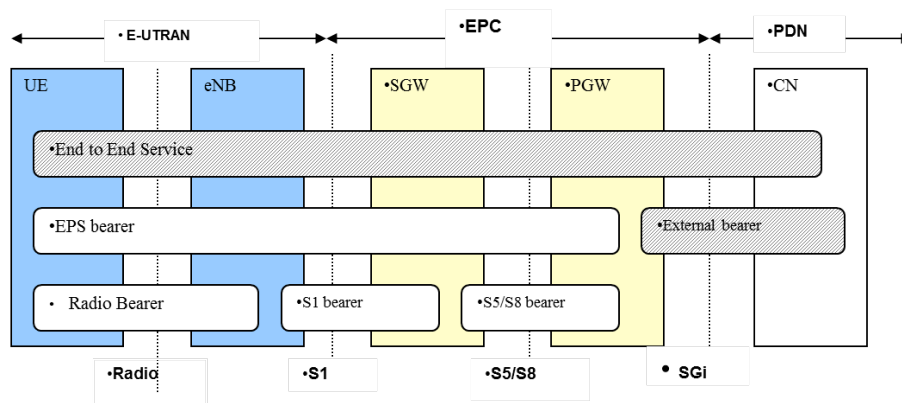 •E-UTRAN
•EPC
•PDN
UE
eNB
•SGW
•PGW
•CN
•End to End Service
•EPS bearer
•External bearer
• Radio Bearer
•S1 bearer
•S5/S8 bearer
•Radio
•S1
•S5/S8
• SGi